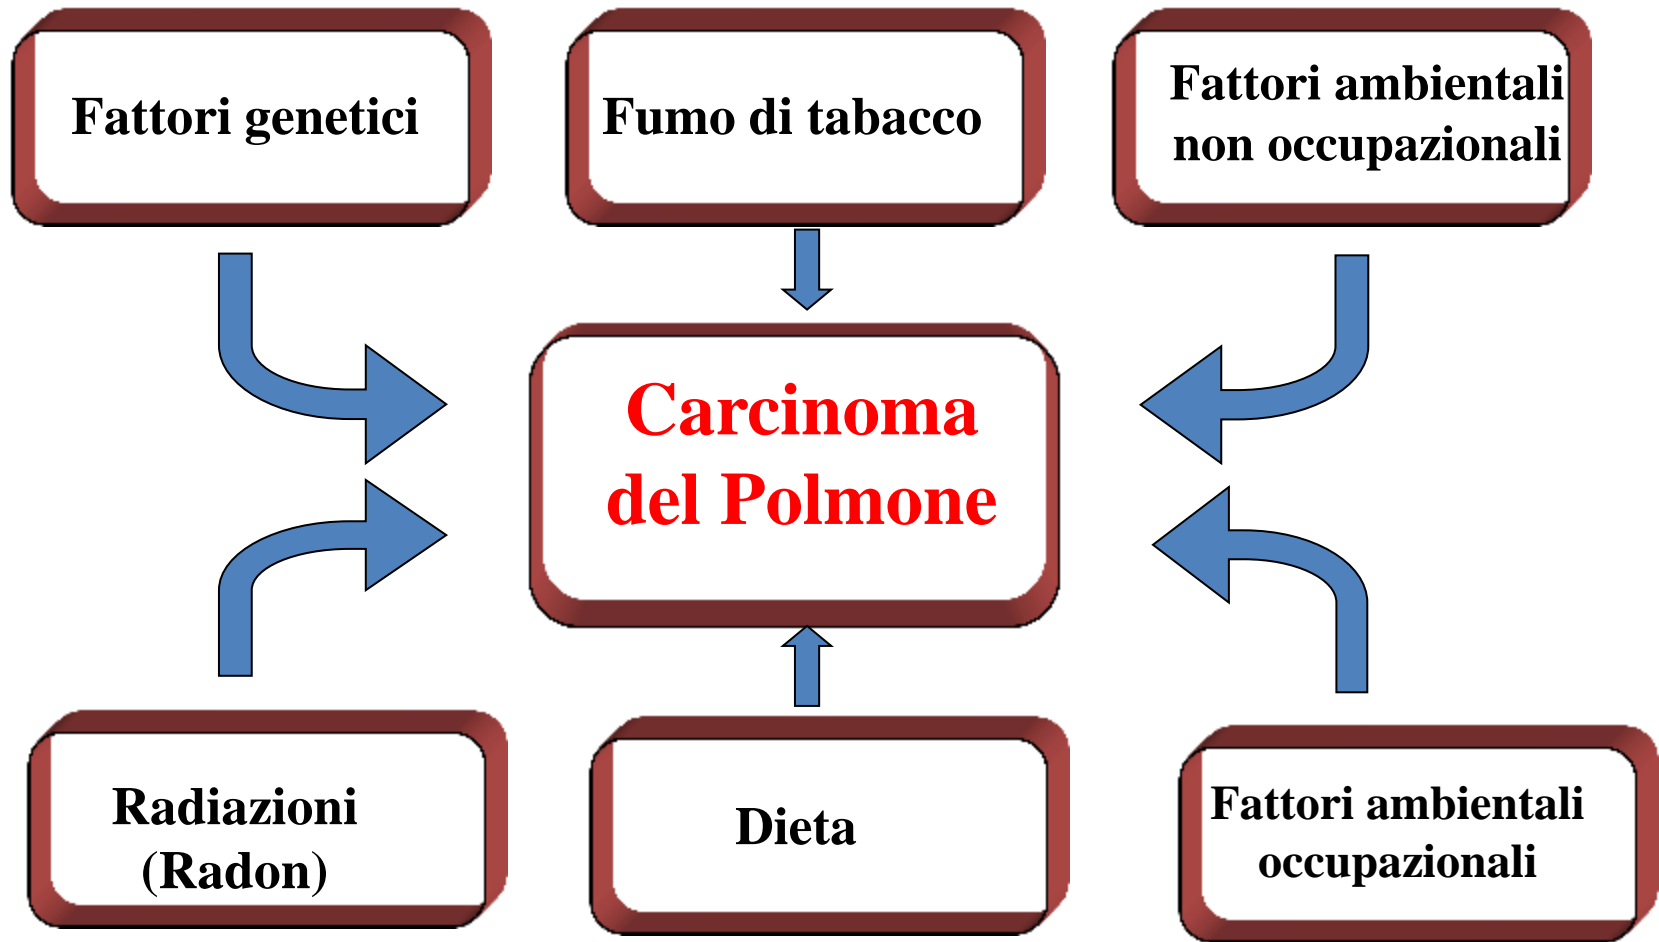 Fattori genetici
Fumo di tabacco
Fattori ambientali
non occupazionali
Carcinoma
del Polmone
Radiazioni
(Radon)
Dieta
Fattori ambientali
occupazionali